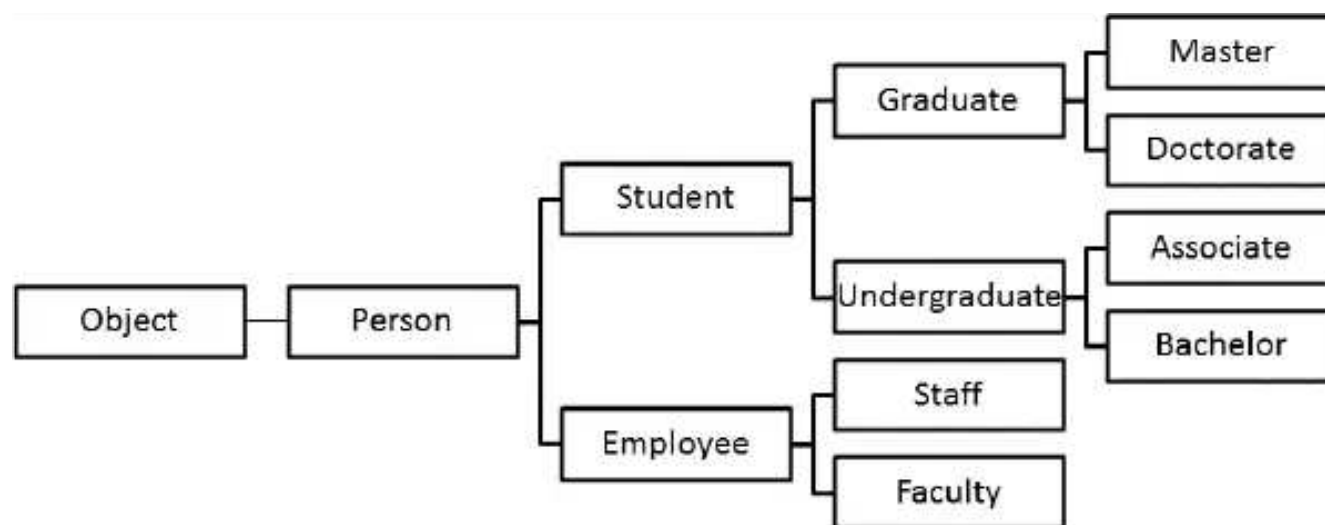 Master
Graduate
Doctorate
Student
Associate
Undergraduate
Object
Person
Bachelor
Staff
Employee
Faculty